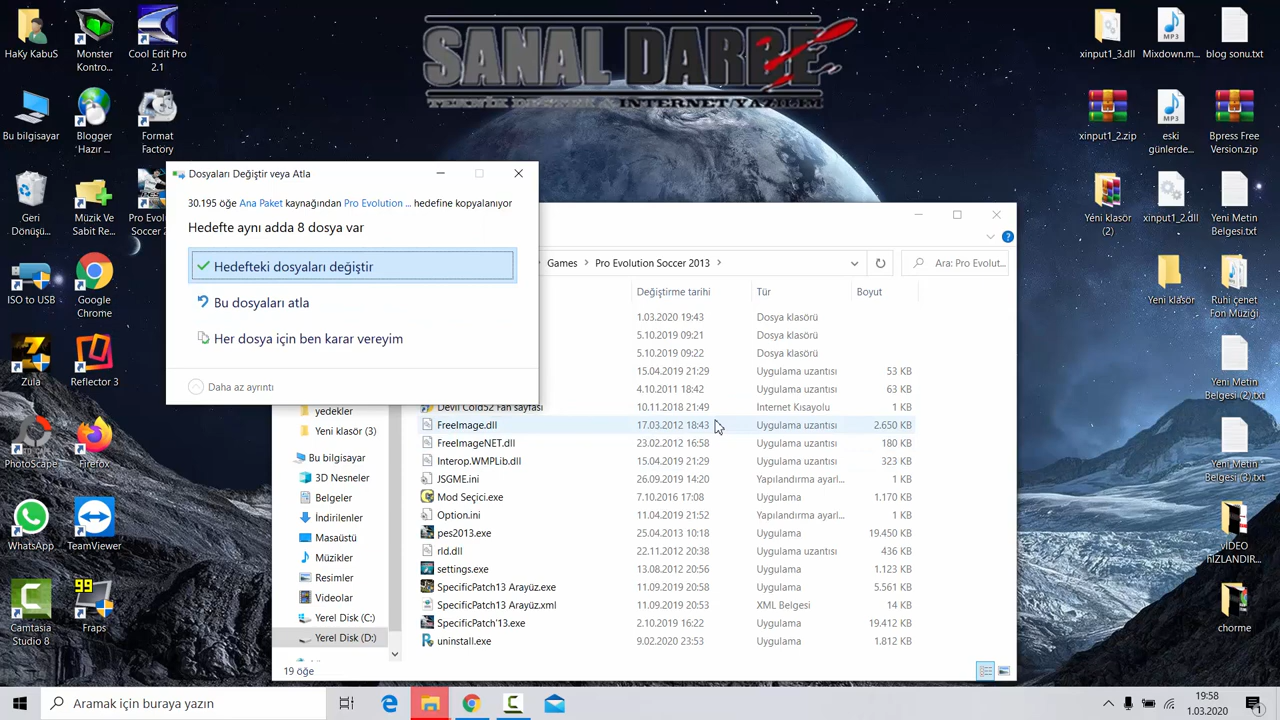 SANAL DARBE
TEKNİK DESTEK & INTERNET/YAZILIM
HaKy KabuS
Monster Kontro...
Cool Edit Pro 2.1
Bu bilgisayar
Blogger Hazır ...
Format Factory
Geri Dönüşü...
Müzik Ve Sabit Re...
Pro Evol
Soccer 2
ISO to USB
Google Chrome
Zula
Reflector 3
PhotoScape
Firefox
WhatsApp
TeamViewer
Camtasia Studio 8
99
Fraps
xinput1_3.dll
Mixdown.m...
blog sonu.txt
xinput1_2.zip
eski günlerde...
Bpress Free Version.zip
Yeni klasör (2)
xinput1_2.dll
Yeni Metin Belgesi.txt
Yeni klasör
Ruhi çenet Fon Müziği
Yeni Metin Belgesi (2).txt
Yeni Metin Belgesi (3).txt
VİDEO HIZLANDIR...
chorme
Dosyaları Değiştir veya Atla
30.195 öğe Ana Paket kaynağından Pro Evolution ... hedefine kopyalanıyor
Hedefte aynı adda 8 dosya var
Hedefteki dosyaları değiştir
Bu dosyaları atla
Her dosya için ben karar vereyim
Daha az ayrıntı
Games > Pro Evolution Soccer 2013 >
Ara: Pro Evolut...
Değiştirme tarihi Tür Boyut
1.03.2020 19:43 Dosya klasörü
5.10.2019 09:21 Dosya klasörü
5.10.2019 09:22 Dosya klasörü
15.04.2019 21:29 Uygulama uzantısı 53 KB
4.10.2011 18:42 Uygulama uzantısı 63 KB
Devil Cold52 Fan sayfası 10.11.2018 21:49 Internet Kısayolu 1 KB
FreeImage.dll 17.03.2012 18:43 Uygulama uzantısı 2.650 KB
FreeImageNET.dll 23.02.2012 16:58 Uygulama uzantısı 180 KB
Interop.WMPLib.dll 15.04.2019 21:29 Uygulama uzantısı 323 KB
JSGME.ini 26.09.2019 14:20 Yapılandırma ayarl... 1 KB
Mod Seçici.exe 7.10.2016 17:08 Uygulama 1.170 KB
Option.ini 11.04.2019 21:52 Yapılandırma ayarl... 1 KB
pes2013.exe 25.04.2013 10:18 Uygulama 19.450 KB
rld.dll 22.11.2012 20:38 Uygulama uzantısı 436 KB
settings.exe 13.08.2012 20:56 Uygulama 1.123 KB
SpecificPatch13 Arayüz.exe 11.09.2019 20:58 Uygulama 5.561 KB
SpecificPatch13 Arayüz.xml 11.09.2019 20:53 XML Belgesi 14 KB
SpecificPatch'13.exe 2.10.2019 16:22 Uygulama 19.412 KB
uninstall.exe 9.02.2020 23:53 Uygulama 1.812 KB
yedekler
Yeni klasör (3)
Bu bilgisayar
3D Nesneler
Belgeler
İndirilenler
Masaüstü
Müzikler
Resimler
Videolar
Yerel Disk (C:)
Yerel Disk (D:)
19 öğe
Aramak için buraya yazın
19:58
1.03.2020
1